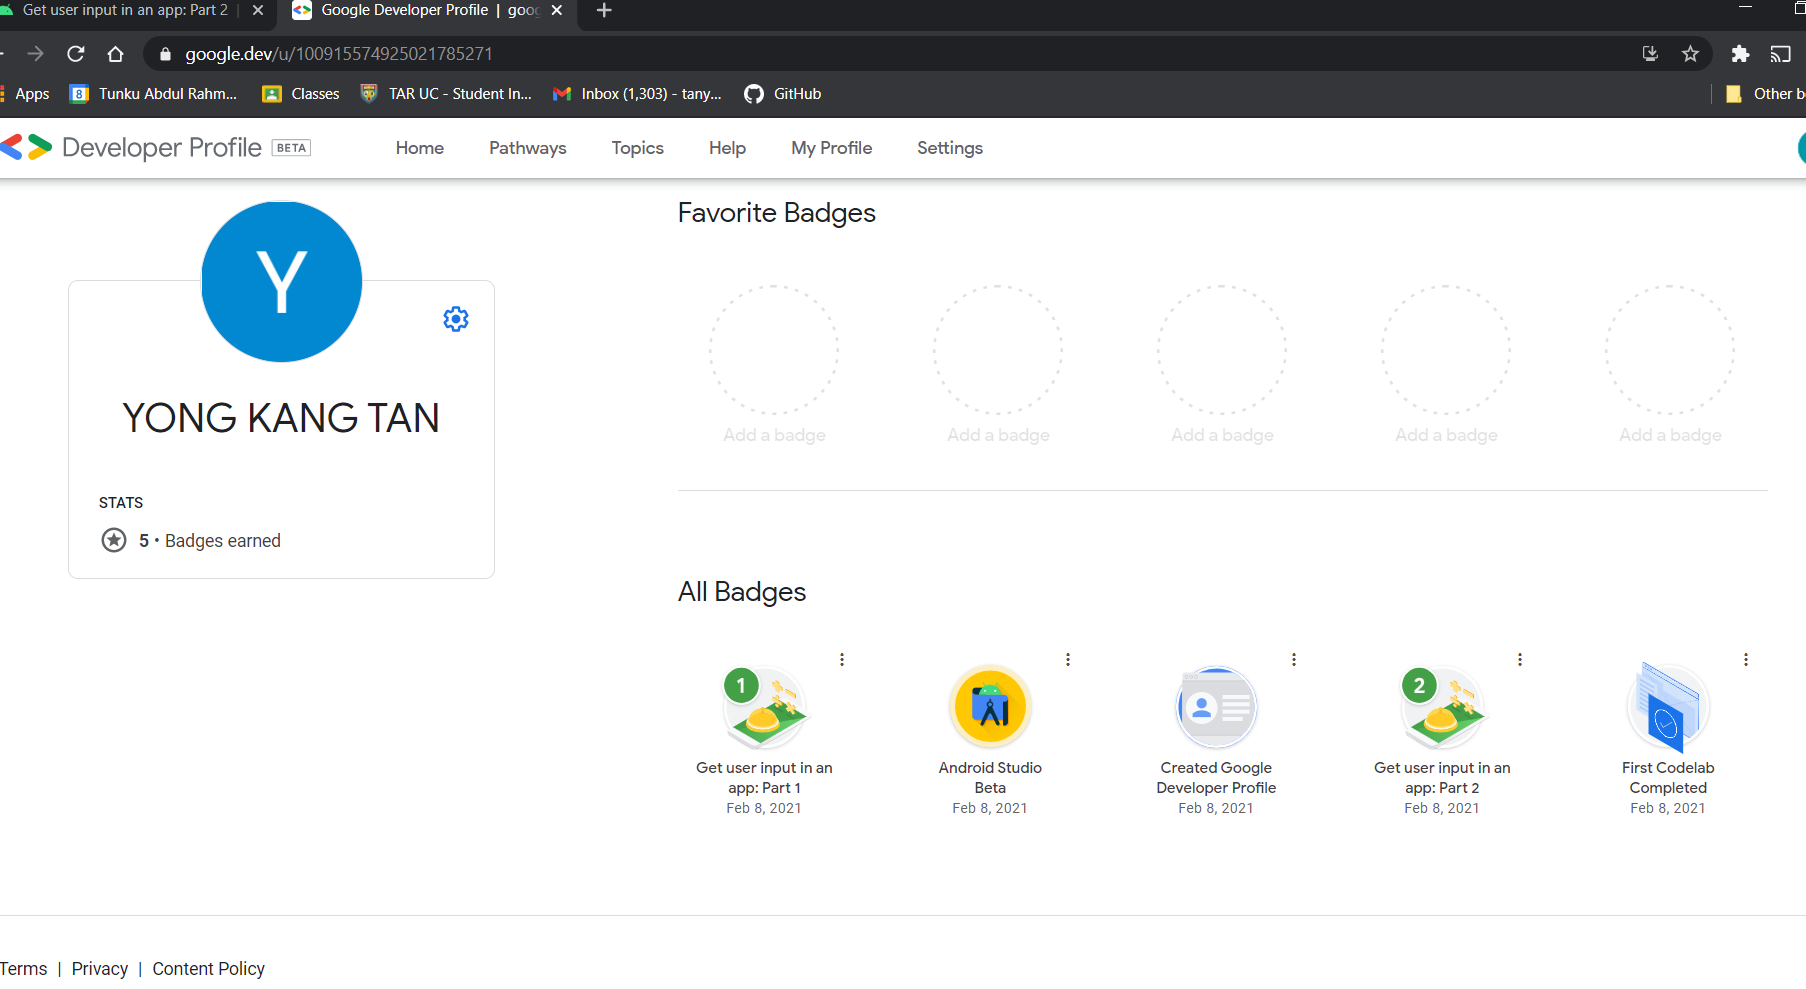 Get user input in an app: Part 2
Google Developer Profile | goog
google.dev/u/100915574925021785271
Apps
8
Tunku Abdul Rahm...
Classes
TAR UC - Student In...
Inbox (1,303) - tany...
GitHub
Other b
Developer Profile BETA
Home
Pathways
Topics
Help
My Profile
Settings
Y
YONG KANG TAN
STATS
5 • Badges earned
Favorite Badges
Add a badge
Add a badge
Add a badge
Add a badge
Add a badge
All Badges
1
Get user input in an
app: Part 1
Feb 8, 2021
Android Studio
Beta
Feb 8, 2021
Created Google
Developer Profile
Feb 8, 2021
2
Get user input in an
app: Part 2
Feb 8, 2021
First Codelab
Completed
Feb 8, 2021
Terms | Privacy | Content Policy